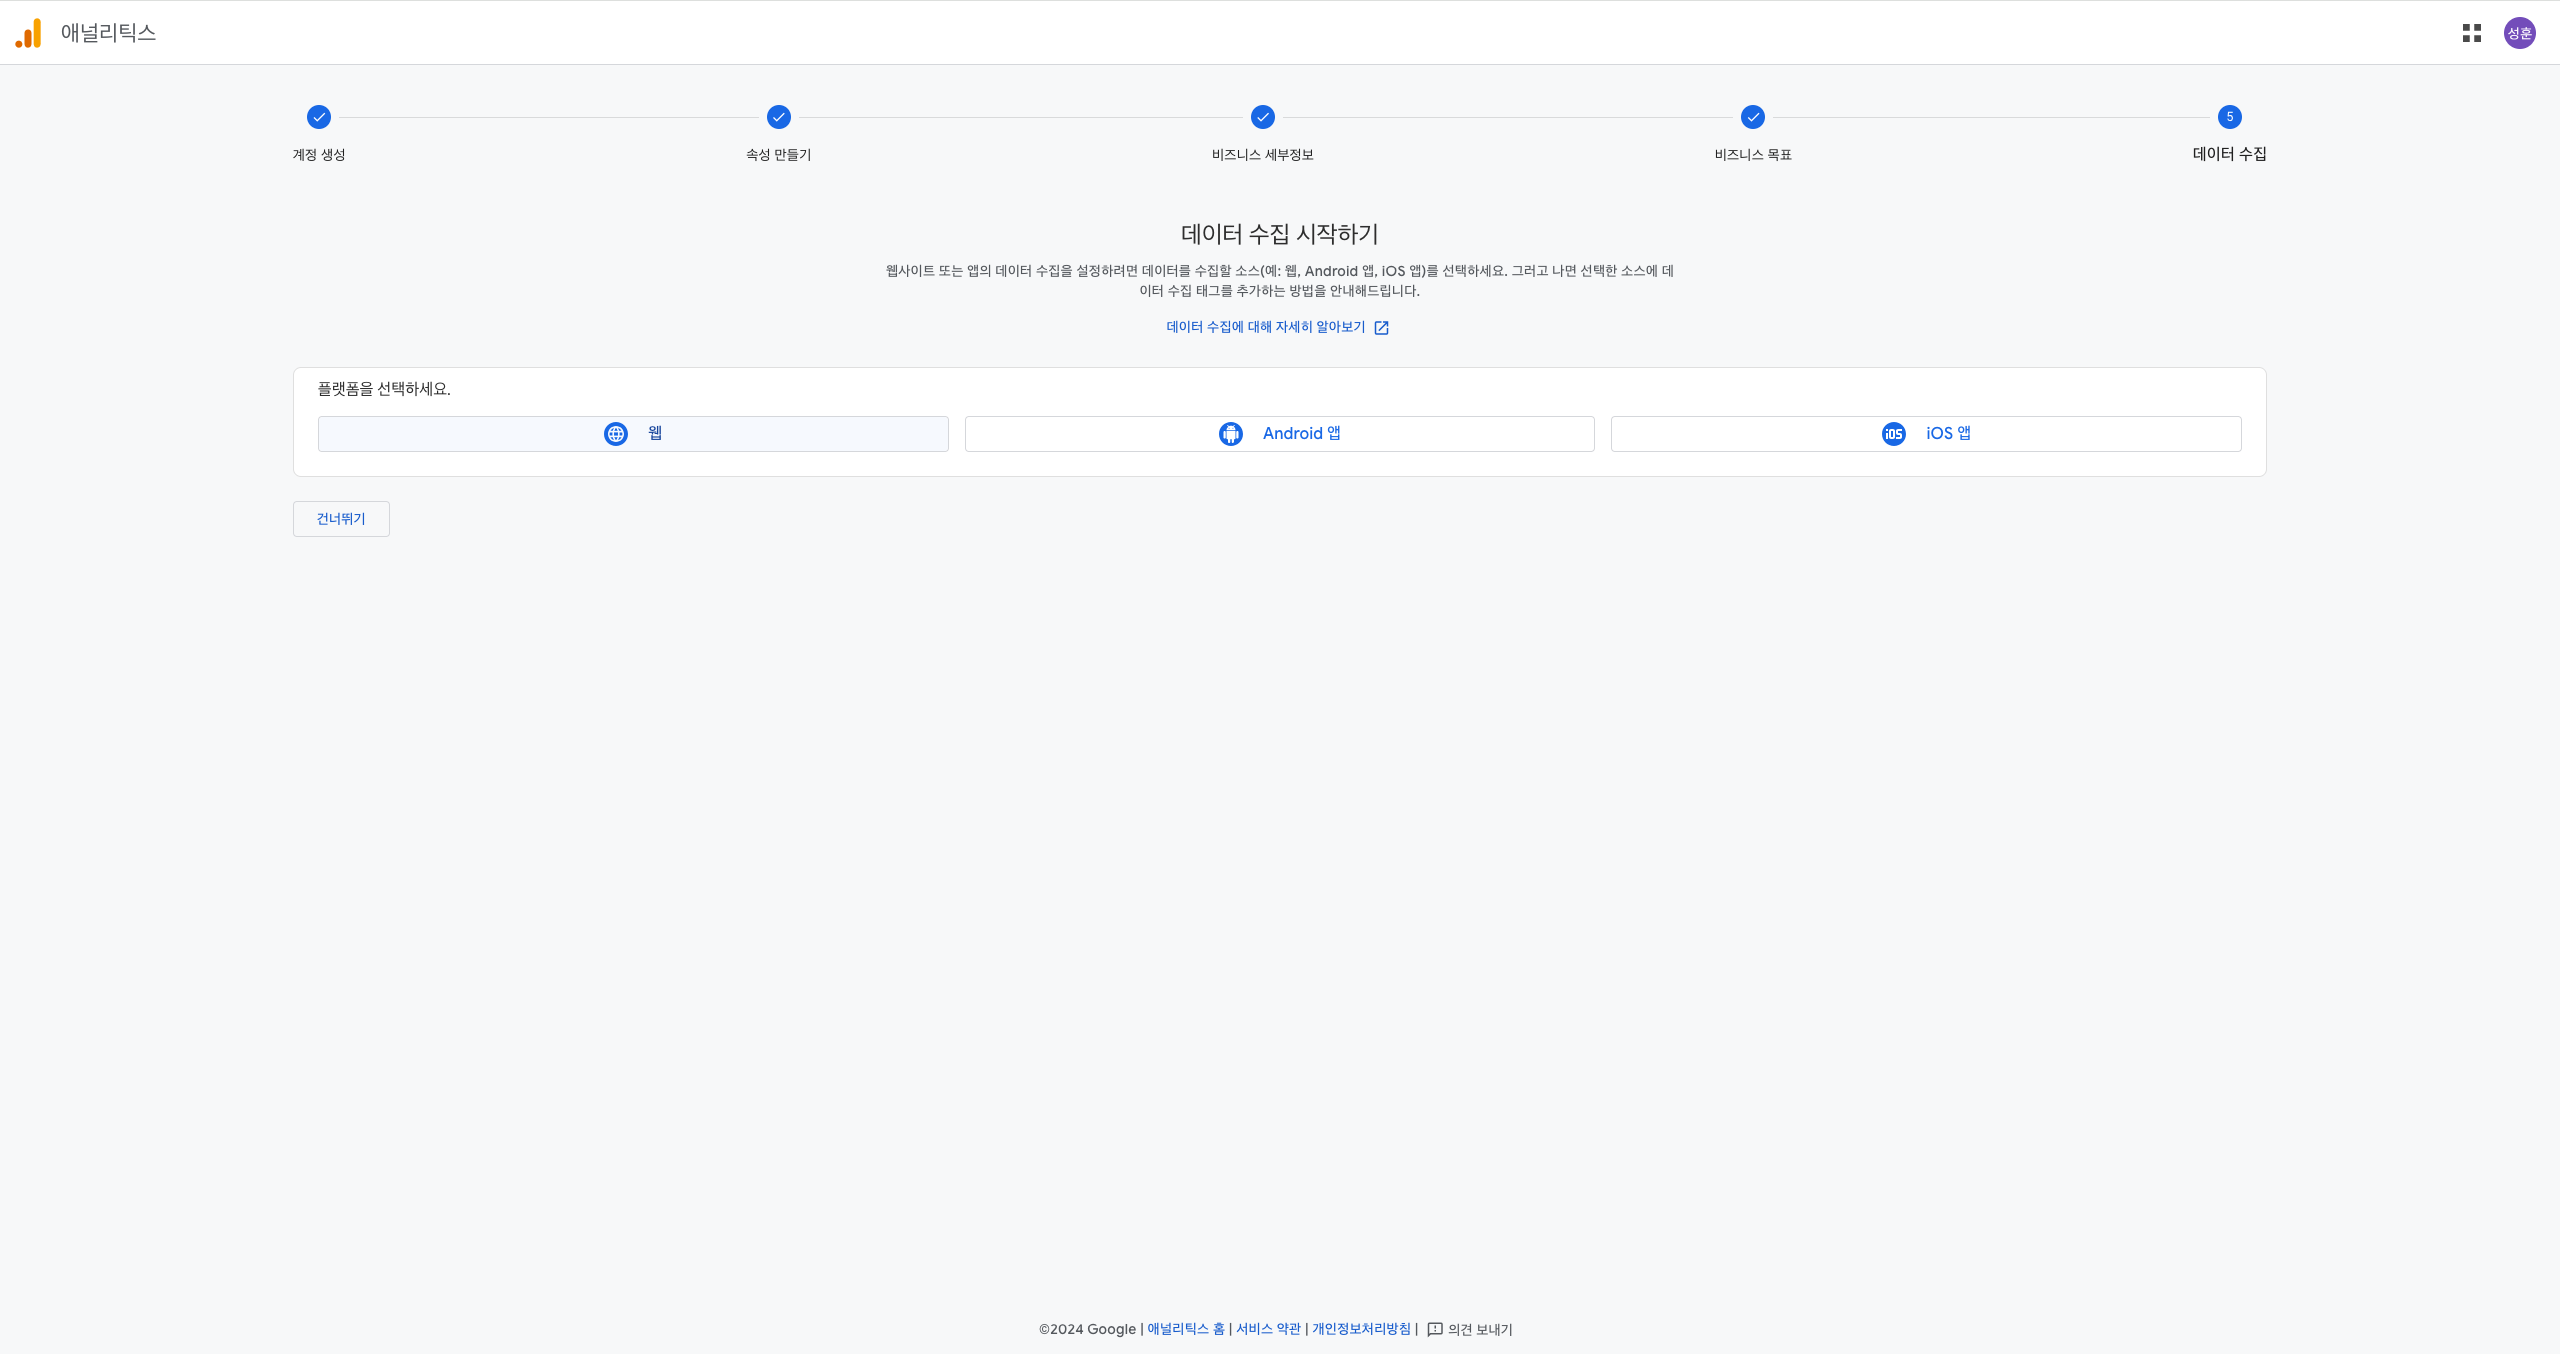 애널리틱스
성훈
5
계정 생성
속성 만들기
비즈니스 세부정보
비즈니스 목표
데이터 수집
데이터 수집 시작하기
웹사이트 또는 앱의 데이터 수집을 설정하려면 데이터를 수집할 소스(예: 웹, Android 앱, iOS 앱)를 선택하세요. 그러고 나면 선택한 소스에 데
이터 수집 태그를 추가하는 방법을 안내해드립니다.
데이터 수집에 대해 자세히 알아보기
플랫폼을 선택하세요.
웹
Android 앱
iOS iOS 앱
건너뛰기
©2024 Google | 애널리틱스 홈 | 서비스 약관 | 개인정보처리방침 | 의견 보내기